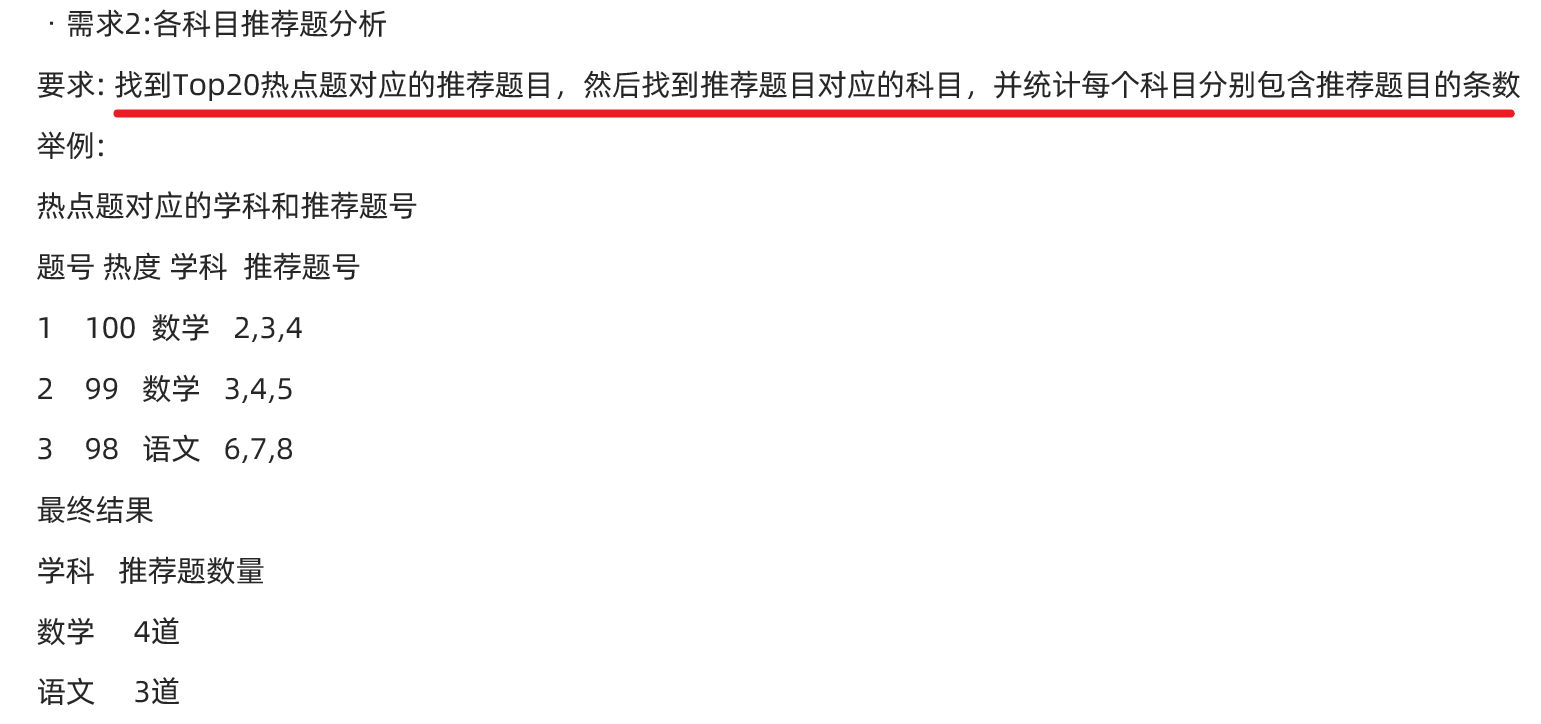 · 需求2:各科目推荐题分析
要求: 找到Top20热点题对应的推荐题目，然后找到推荐题目对应的科目，并统计每个科目分别包含推荐题目的条数
举例:
热点题对应的学科和推荐题号
题号 热度 学科 推荐题号
1 100 数学 2,3,4
2 99 数学 3,4,5
3 98 语文 6,7,8
最终结果
学科 推荐题数量
数学 4道
语文 3道